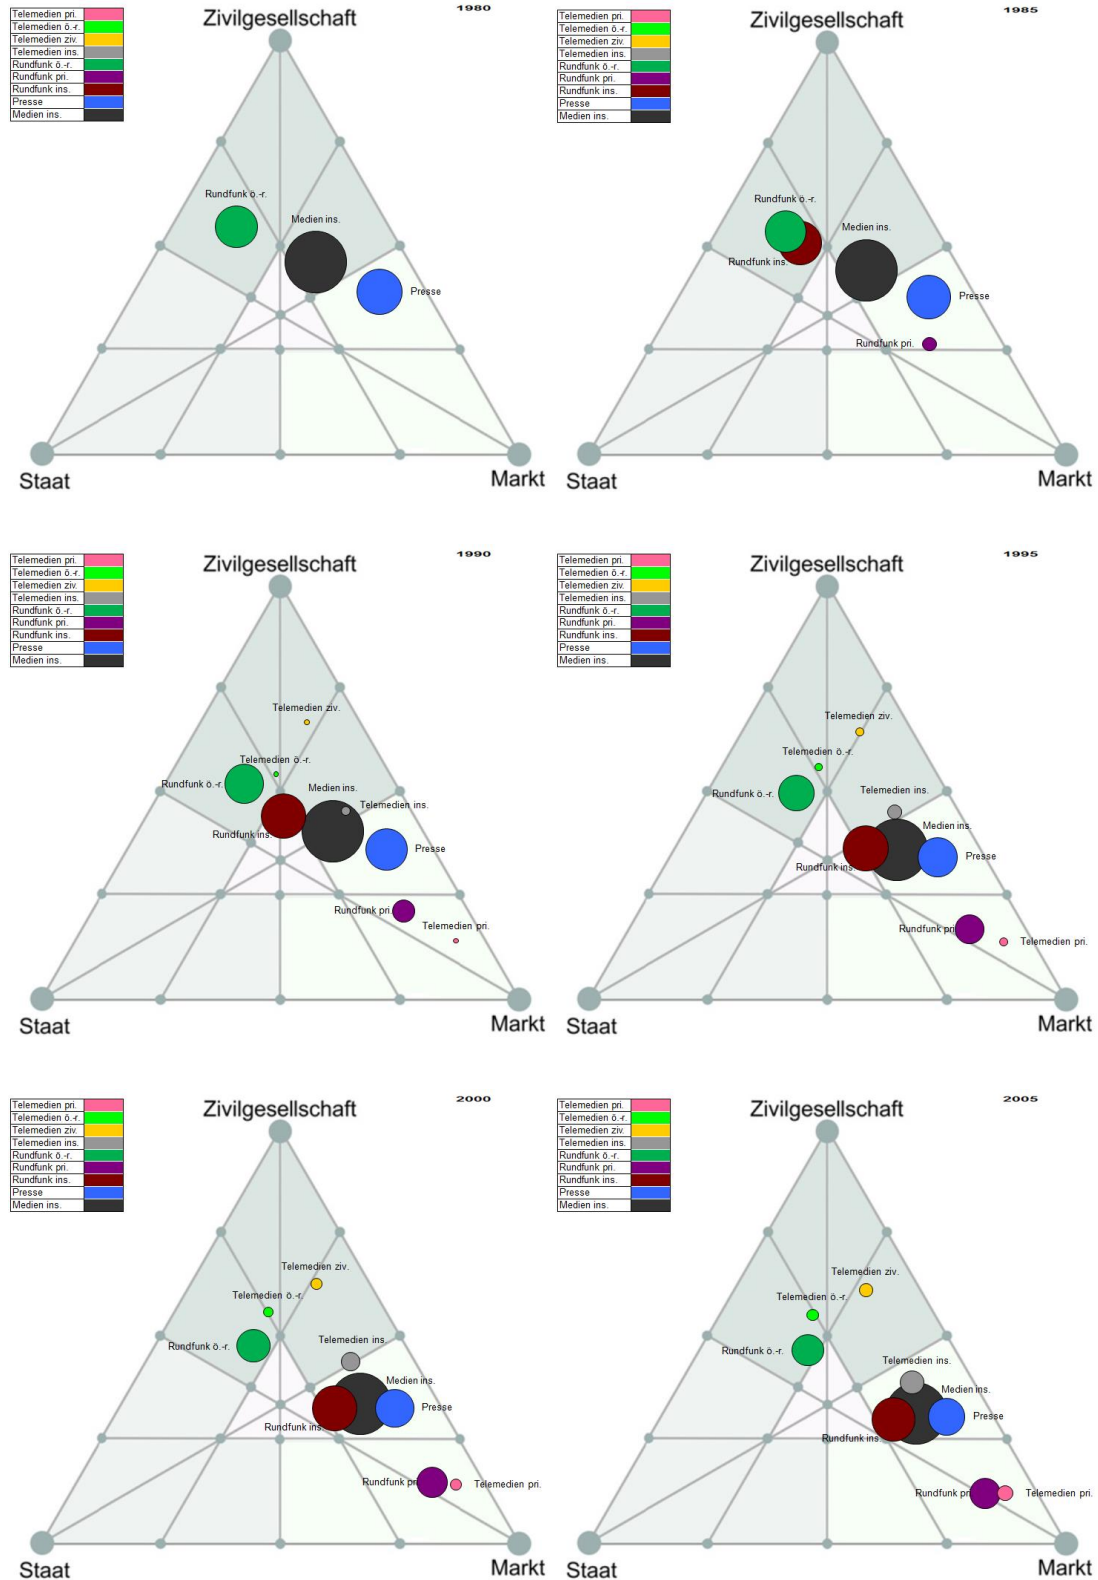 Telemedien pri.
Telemedien ö.-r.
Telemedien ziv.
Telemedien ins.
Rundfunk ö.-r.
Rundfunk pri.
Rundfunk ins.
Presse
Medien ins.
Zivilgesellschaft
1980
Rundfunk ö.-r.
Medien ins.
Presse
Staat
Markt
Telemedien pri.
Telemedien ö.-r.
Telemedien ziv.
Telemedien ins.
Rundfunk ö.-r.
Rundfunk pri.
Rundfunk ins.
Presse
Medien ins.
Zivilgesellschaft
1985
Rundfunk ö.-r.
Medien ins.
Rundfunk ins.
Presse
Rundfunk pri.
Staat
Markt
Telemedien pri.
Telemedien ö.-r.
Telemedien ziv.
Telemedien ins.
Rundfunk ö.-r.
Rundfunk pri.
Rundfunk ins.
Presse
Medien ins.
Zivilgesellschaft
1990
Telemedien ziv.
Telemedien ö.-r.
Rundfunk ö.-r.
Medien ins.
Telemedien ins.
Rundfunk ins.
Presse
Rundfunk pri.
Telemedien pri.
Staat
Markt
Telemedien pri.
Telemedien ö.-r.
Telemedien ziv.
Telemedien ins.
Rundfunk ö.-r.
Rundfunk pri.
Rundfunk ins.
Presse
Medien ins.
Zivilgesellschaft
1995
Telemedien ziv.
Telemedien ö.-r.
Rundfunk ö.-r.
Telemedien ins.
Medien ins.
Presse
Rundfunk ins.
Rundfunk pri
Telemedien pri.
Staat
Markt
Telemedien pri.
Telemedien ö.-r.
Telemedien ziv.
Telemedien ins.
Rundfunk ö.-r.
Rundfunk pri.
Rundfunk ins.
Presse
Medien ins.
Zivilgesellschaft
2000
Telemedien ziv.
Telemedien ö.-r.
Telemedien ins.
Rundfunk ö.-r.
Medien ins.
Presse
Rundfunk ins.
Rundfunk pri
Telemedien pri.
Staat
Markt
Telemedien pri.
Telemedien ö.-r.
Telemedien ziv.
Telemedien ins.
Rundfunk ö.-r.
Rundfunk pri.
Rundfunk ins.
Presse
Medien ins.
Zivilgesellschaft
2005
Telemedien ziv.
Telemedien ö.-r.
Rundfunk ö.-r.
Telemedien ins.
Medien ins.
Presse
Rundfunk ins.
Rundfunk pri
Telemedien pri.
Staat
Markt